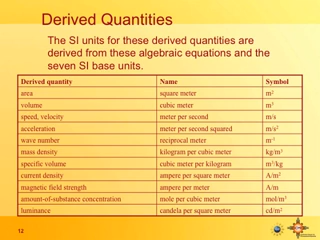 Derived Quantities
The SI units for these derived quantities are
derived from these algebraic equations and the
seven SI base units.
Derived quantity Name Symbol
area square meter m²
volume cubic meter m³
speed, velocity meter per second m/s
acceleration meter per second squared m/s²
wave number reciprocal meter m⁻¹
mass density kilogram per cubic meter kg/m³
specific volume cubic meter per kilogram m³/kg
current density ampere per square meter A/m²
magnetic field strength ampere per meter A/m
amount-of-substance concentration mole per cubic meter mol/m³
luminance candela per square meter cd/m²
12